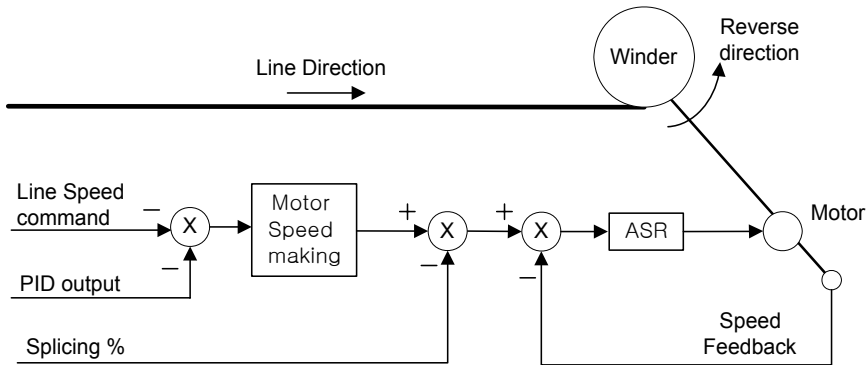 Winder
Reverse
direction
Line Direction
Line Speed
command
−
X
−
Motor
Speed
making
+
X
−
+
X
−
ASR
Motor
PID output
Splicing %
Speed
Feedback